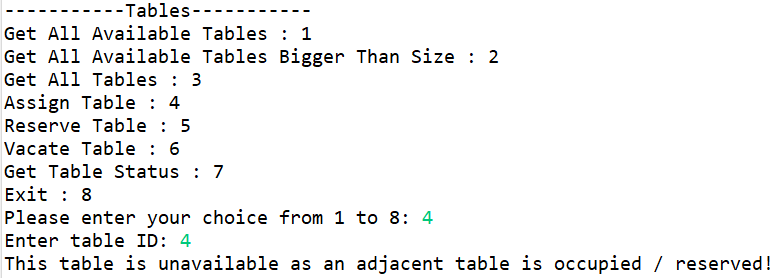 -----------Tables-----------
Get All Available Tables : 1
Get All Available Tables Bigger Than Size : 2
Get All Tables : 3
Assign Table : 4
Reserve Table : 5
Vacate Table : 6
Get Table Status : 7
Exit : 8
Please enter your choice from 1 to 8: 4
Enter table ID: 4
This table is unavailable as an adjacent table is occupied / reserved!